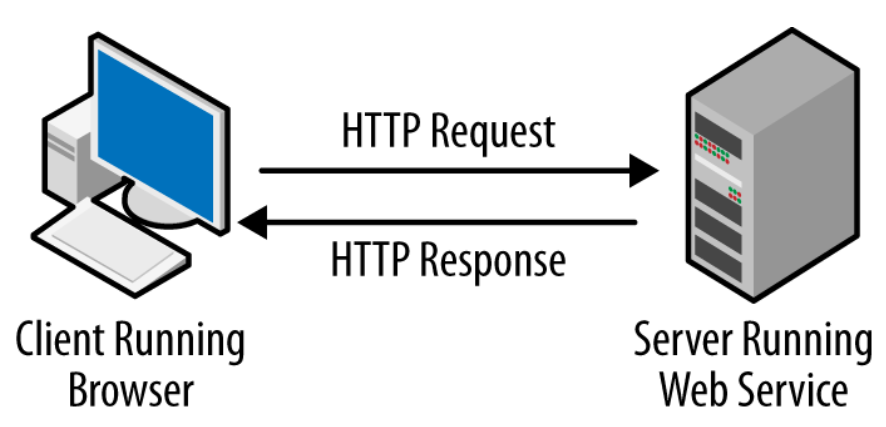 HTTP Request
HTTP Response
Client Running
Browser
Server Running
Web Service